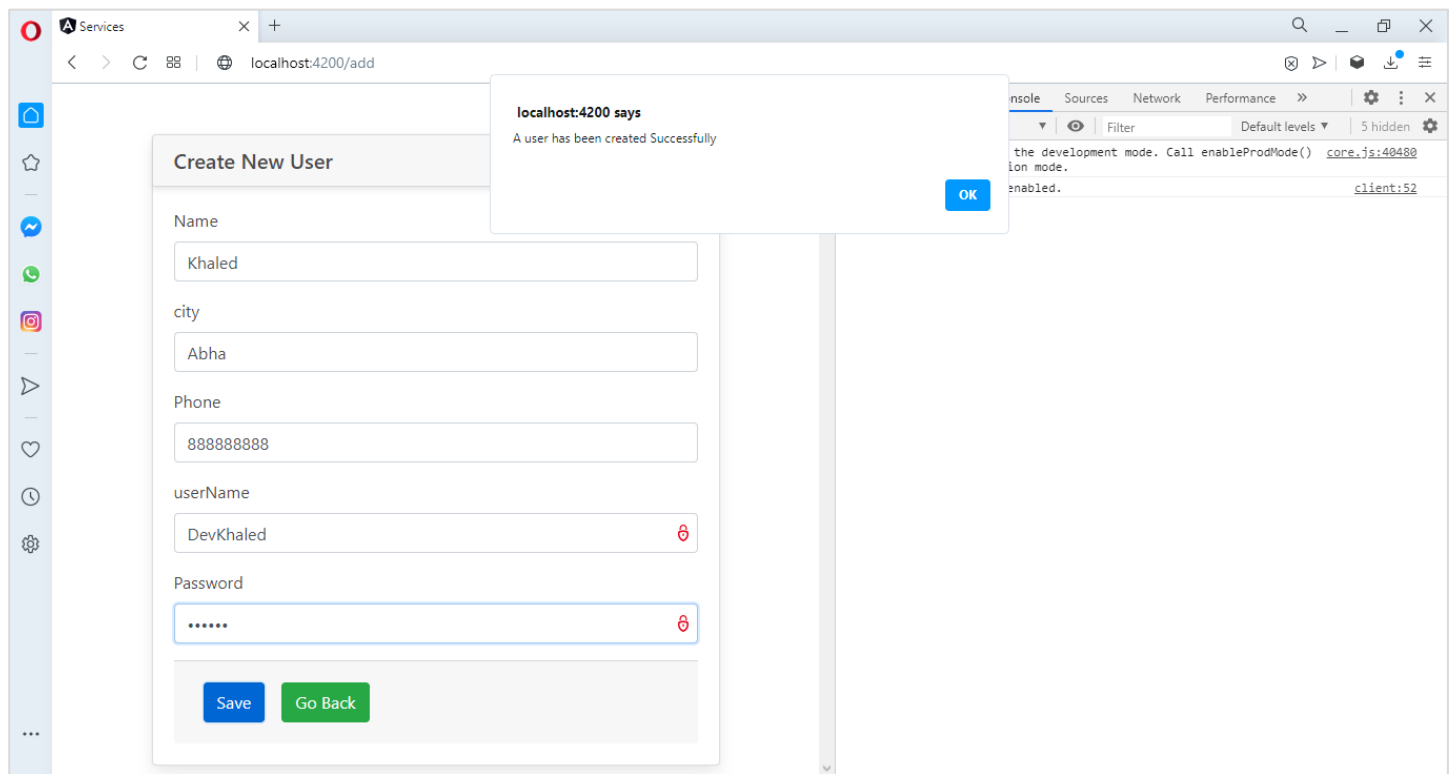 Services
localhost:4200/add
localhost:4200 says
A user has been created Successfully
OK
nsole Sources Network Performance »
Filter Default levels ▼ 5 hidden
the development mode. Call enableProdMode() core.js:40480
ion mode.
enabled. client:52
Create New User
Name
Khaled
city
Abha
Phone
888888888
userName
DevKhaled
Password
••••••
Save Go Back